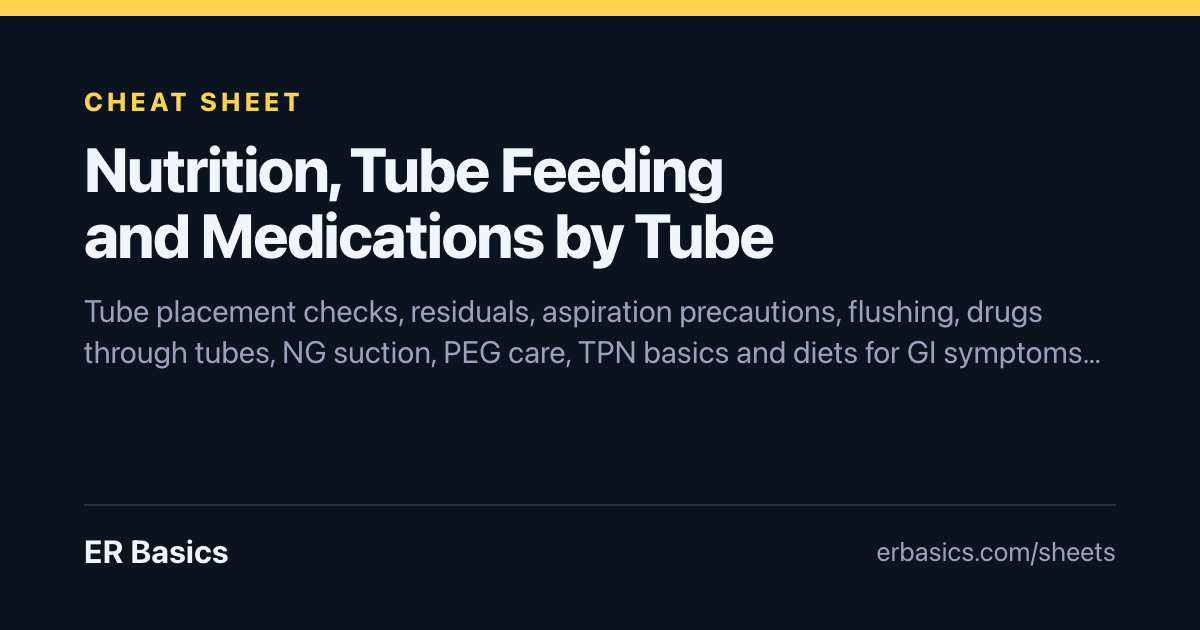 CHEAT SHEET
Nutrition, Tube Feeding
and Medications by Tube
Tube placement checks, residuals, aspiration precautions, flushing, drugs
through tubes, NG suction, PEG care, TPN basics and diets for GI symptoms...
ER Basics
erbasics.com/sheets